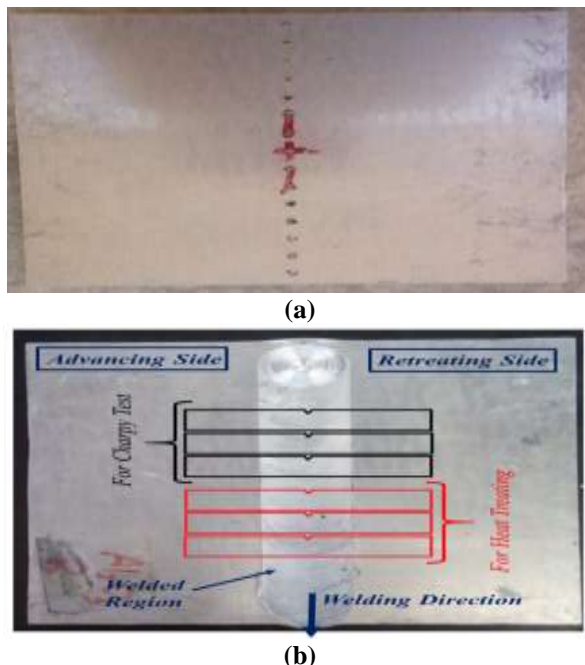 (a)
Advancing Side
Retreating Side
For Charpy Test
For Heat Treating
Welded
Region
Welding Direction
(b)